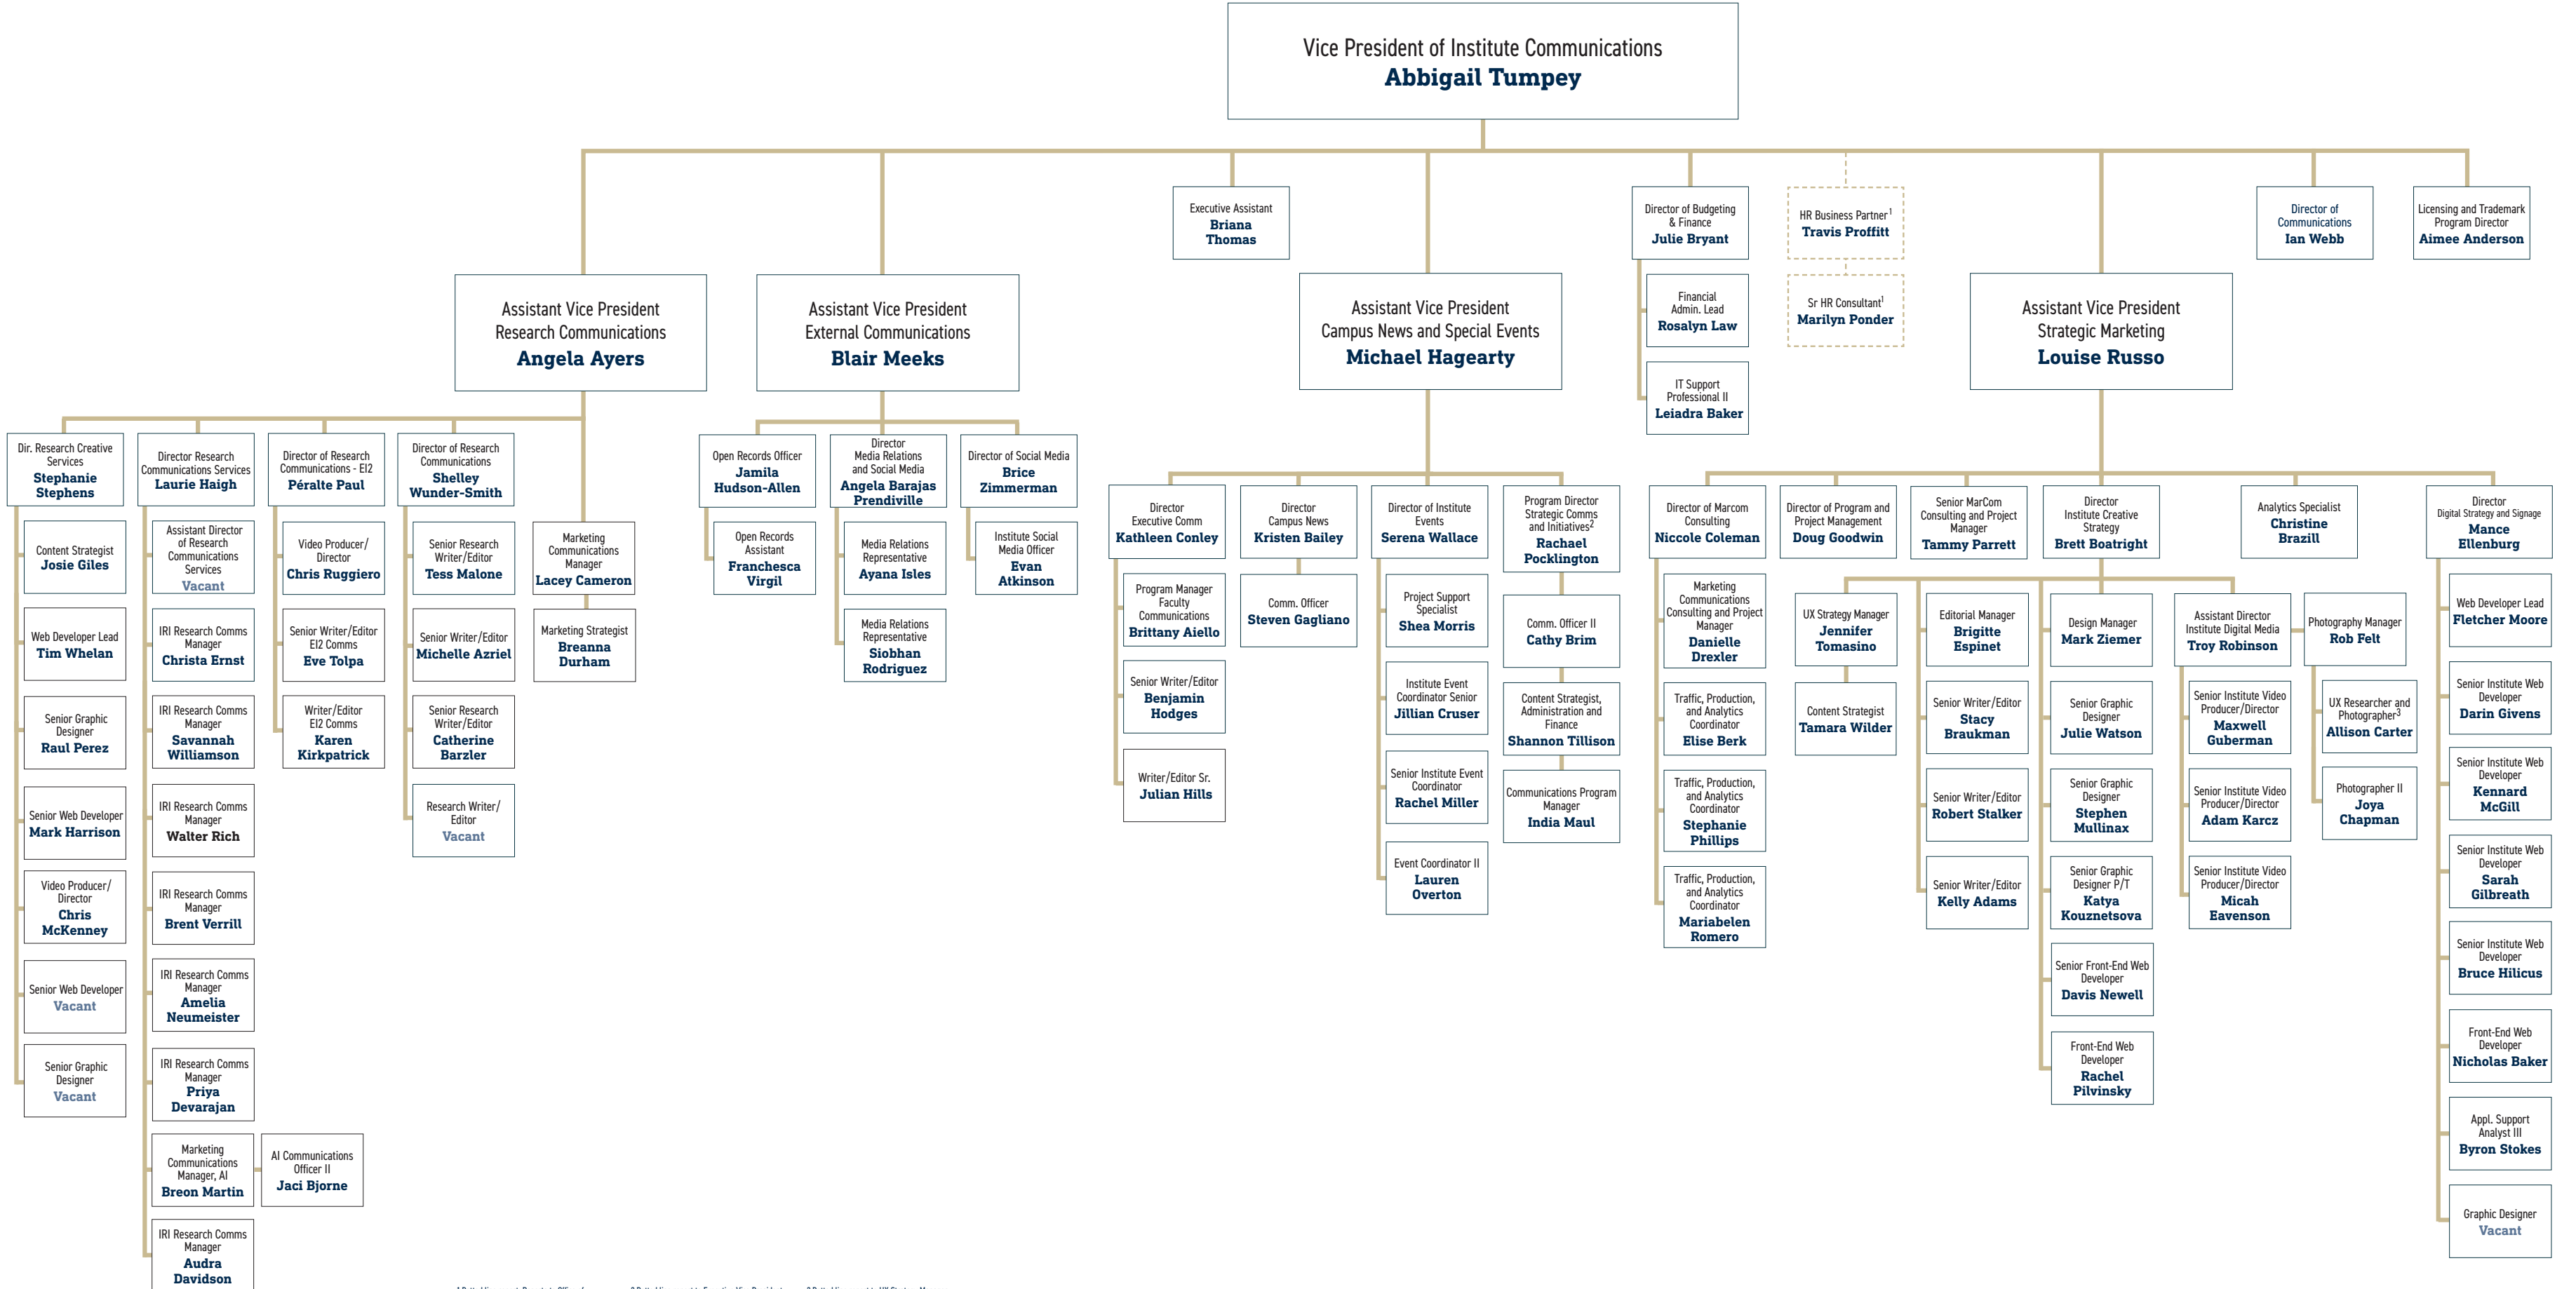 Vice President of Institute Communications
Abbigail Tumpey
Executive Assistant
Briana
Thomas
Director of Budgeting
& Finance
Julie Bryant
HR Business Partner1
Travis Proffitt
Director of
Communications
Ian Webb
Licensing and Trademark
Program Director
Aimee Anderson
Financial
Admin. Lead
Rosalyn Law
IT Support
Professional II
Leiadra Baker
Sr HR Consultant1
Marilyn Ponder
Assistant Vice President
Research Communications
Angela Ayers
Assistant Vice President
External Communications
Blair Meeks
Assistant Vice President
Campus News and Special Events
Michael Hagearty
Assistant Vice President
Strategic Marketing
Louise Russo
Dir. Research Creative
Services
Stephanie
Stephens
Content Strategist
Josie Giles
Web Developer Lead
Tim Whelan
Senior Graphic
Designer
Raul Perez
Senior Web Developer
Mark Harrison
Video Producer/
Director
Chris
McKenney
Senior Web Developer
Vacant
Senior Graphic
Designer
Vacant
Director Research
Communications Services
Laurie Haigh
Assistant Director
of Research
Communications
Services
Vacant
IRI Research Comms
Manager
Christa Ernst
IRI Research Comms
Manager
Savannah
Williamson
IRI Research Comms
Manager
Walter Rich
IRI Research Comms
Manager
Brent Verrill
IRI Research Comms
Manager
Amelia
Neumeister
IRI Research Comms
Manager
Priya
Devarajan
Marketing
Communications
Manager, AI
Breon Martin
AI Communications
Officer II
Jaci Bjorne
IRI Research Comms
Manager
Audra
Davidson
Director of Research
Communications - EI2
Péralte Paul
Video Producer/
Director
Chris Ruggiero
Senior Writer/Editor
EI2 Comms
Eve Tolpa
Writer/Editor
EI2 Comms
Karen
Kirkpatrick
Director of Research
Communications
Shelley
Wunder-Smith
Senior Research
Writer/Editor
Tess Malone
Senior Writer/Editor
Michelle Azriel
Senior Research
Writer/Editor
Catherine
Barzler
Research Writer/
Editor
Vacant
Marketing
Communications
Manager
Lacey Cameron
Marketing Strategist
Breanna
Durham
Open Records Officer
Jamila
Hudson-Allen
Open Records
Assistant
Franchesca
Virgil
Director
Media Relations
and Social Media
Angela Barajas
Prendiville
Media Relations
Representative
Ayana Isles
Media Relations
Representative
Siobhan
Rodriguez
Director of Social Media
Brice
Zimmerman
Institute Social
Media Officer
Evan
Atkinson
Director
Executive Comm
Kathleen Conley
Program Manager
Faculty
Communications
Brittany Aiello
Senior Writer/Editor
Benjamin
Hodges
Writer/Editor Sr.
Julian Hills
Director
Campus News
Kristen Bailey
Comm. Officer
Steven Gagliano
Director of Institute
Events
Serena Wallace
Project Support
Specialist
Shea Morris
Institute Event
Coordinator Senior
Jillian Cruser
Senior Institute Event
Coordinator
Rachel Miller
Event Coordinator II
Lauren
Overton
Program Director
Strategic Comms
and Initiatives2
Rachael
Pocklington
Comm. Officer II
Cathy Brim
Content Strategist,
Administration and
Finance
Shannon Tillison
Communications Program
Manager
India Maul
Director of Marcom
Consulting
Niccole Coleman
Marketing
Communications
Consulting and Project
Manager
Danielle
Drexler
Traffic, Production,
and Analytics
Coordinator
Elise Berk
Traffic, Production,
and Analytics
Coordinator
Stephanie
Phillips
Traffic, Production,
and Analytics
Coordinator
Mariabelen
Romero
Director of Program and
Project Management
Doug Goodwin
Senior MarCom
Consulting and Project
Manager
Tammy Parrett
Director
Institute Creative
Strategy
Brett Boatright
UX Strategy Manager
Jennifer
Tomasino
Content Strategist
Tamara Wilder
Editorial Manager
Brigitte
Espinet
Senior Writer/Editor
Stacy
Braukman
Senior Writer/Editor
Robert Stalker
Senior Writer/Editor
Kelly Adams
Design Manager
Mark Ziemer
Senior Graphic
Designer
Julie Watson
Senior Graphic
Designer
Stephen
Mullinax
Senior Graphic
Designer P/T
Katya
Kouznetsova
Senior Front-End Web
Developer
Davis Newell
Front-End Web
Developer
Rachel
Pilvinsky
Assistant Director
Institute Digital Media
Troy Robinson
Senior Institute Video
Producer/Director
Maxwell
Guberman
Senior Institute Video
Producer/Director
Adam Karcz
Senior Institute Video
Producer/Director
Micah
Eavenson
Photography Manager
Rob Felt
UX Researcher and
Photographer3
Allison Carter
Photographer II
Joya
Chapman
Analytics Specialist
Christine
Brazill
Director
Digital Strategy and Signage
Mance
Ellenburg
Web Developer Lead
Fletcher Moore
Senior Institute Web
Developer
Darin Givens
Senior Institute Web
Developer
Kennard
McGill
Senior Institute Web
Developer
Sarah
Gilbreath
Senior Institute Web
Developer
Bruce Hilicus
Front-End Web
Developer
Nicholas Baker
Appl. Support
Analyst III
Byron Stokes
Graphic Designer
Vacant